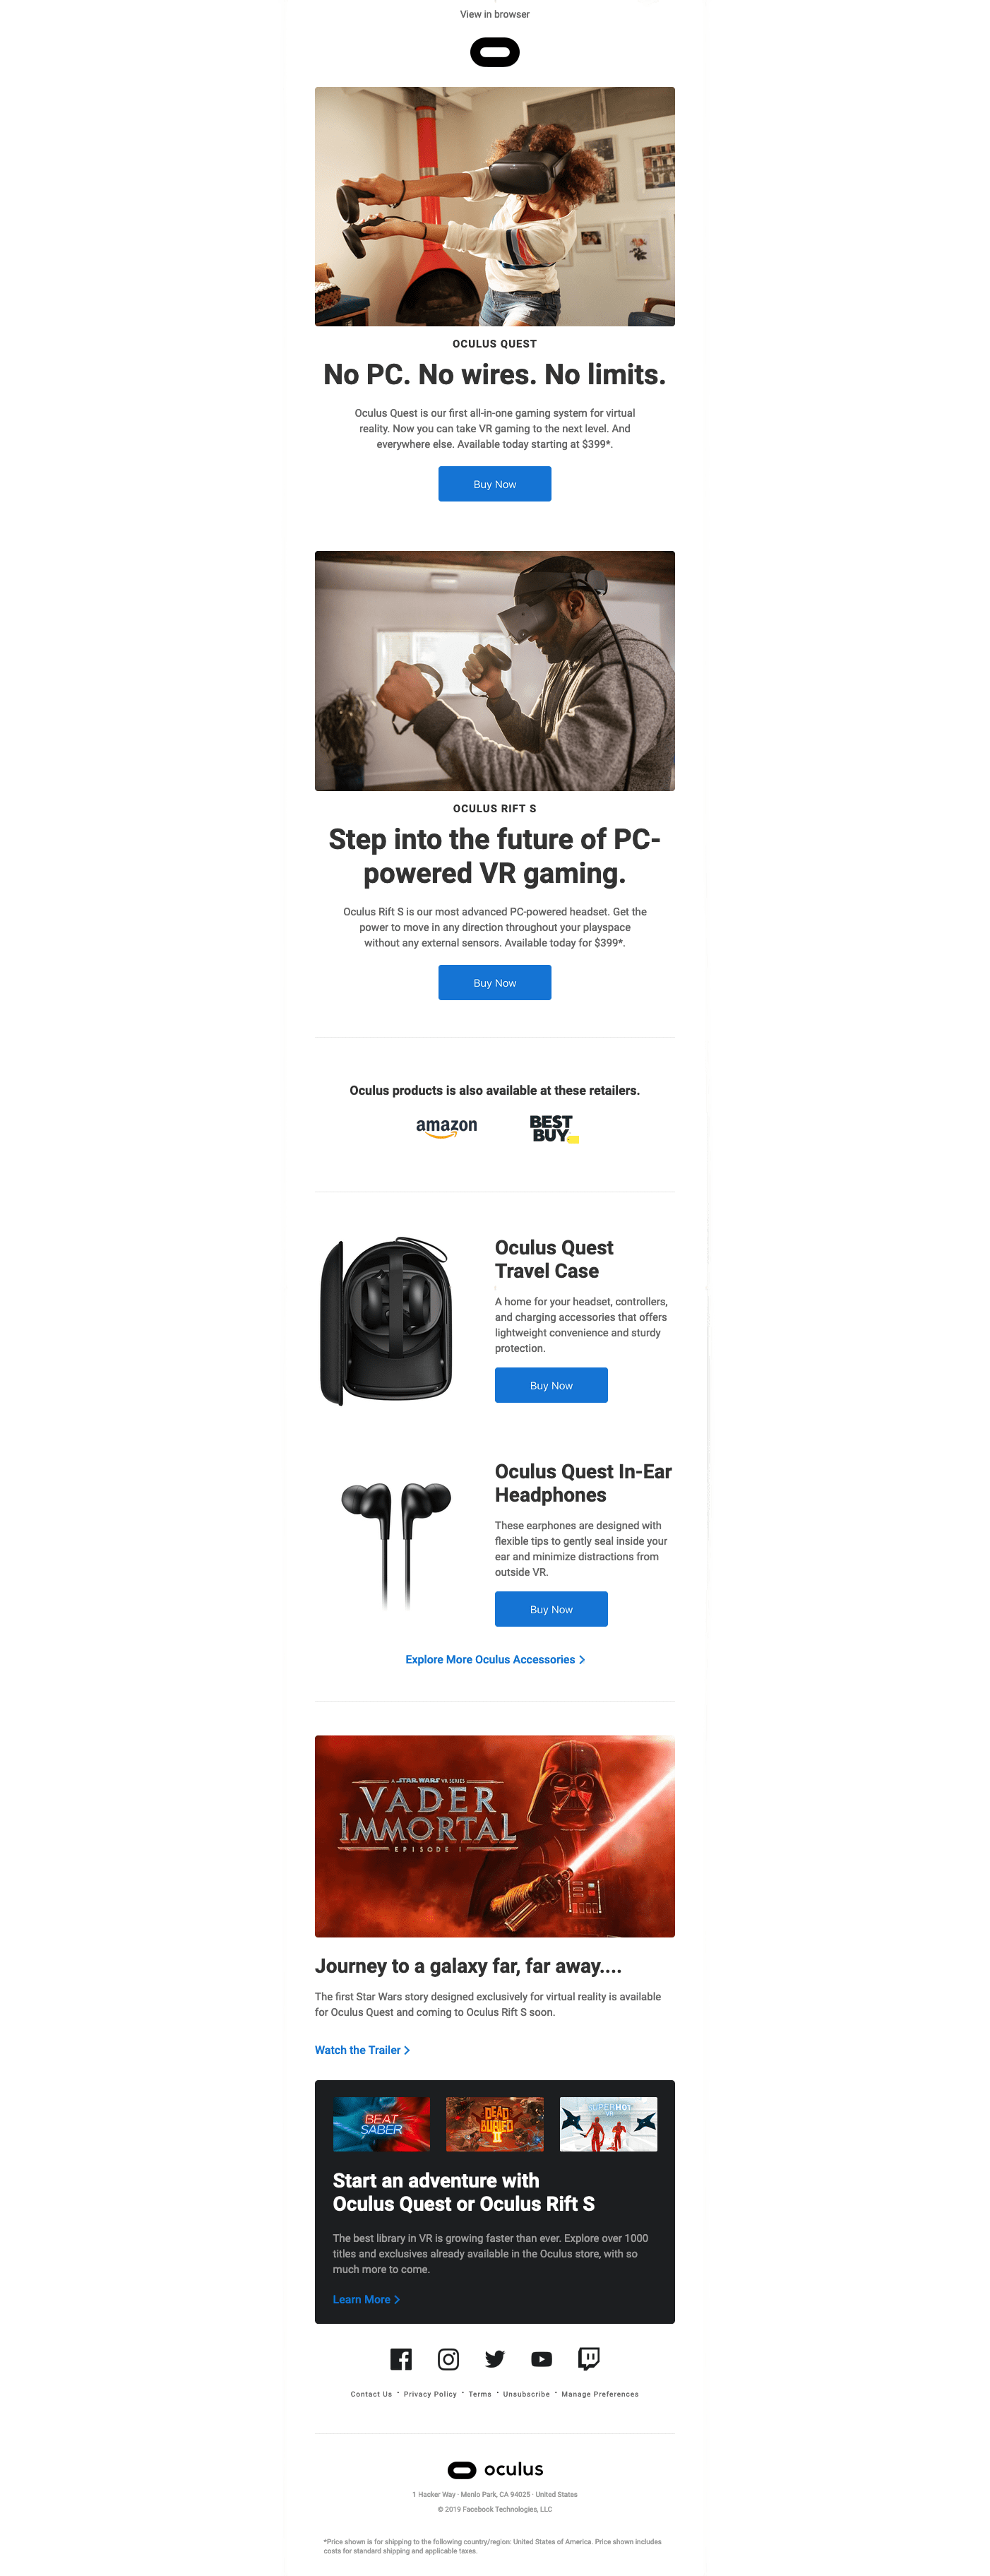 View in browser
OCULUS QUEST
No PC. No wires. No limits.
Oculus Quest is our first all-in-one gaming system for virtual
reality. Now you can take VR gaming to the next level. And
everywhere else. Available today starting at $399*.
Buy Now
OCULUS RIFT S
Step into the future of PC-
powered VR gaming.
Oculus Rift S is our most advanced PC-powered headset. Get the
power to move in any direction throughout your playspace
without any external sensors. Available today for $399*.
Buy Now
Oculus products is also available at these retailers.
amazon
BEST
BUY
Oculus Quest
Travel Case
A home for your headset, controllers,
and charging accessories that offers
lightweight convenience and sturdy
protection.
Buy Now
Oculus Quest In-Ear
Headphones
These earphones are designed with
flexible tips to gently seal inside your
ear and minimize distractions from
outside VR.
Buy Now
Explore More Oculus Accessories >
A STAR WARS VR SERIES
VADER
IMMORTAL
EPISODE I
Journey to a galaxy far, far away....
The first Star Wars story designed exclusively for virtual reality is available
for Oculus Quest and coming to Oculus Rift S soon.
Watch the Trailer >
BEAT
SABER
DEAD
BURIED
II
SUPERHOT
VR
Start an adventure with
Oculus Quest or Oculus Rift S
The best library in VR is growing faster than ever. Explore over 1000
titles and exclusives already available in the Oculus store, with so
much more to come.
Learn More >
Contact Us • Privacy Policy • Terms • Unsubscribe • Manage Preferences
oculus
1 Hacker Way · Menlo Park, CA 94025 · United States
© 2019 Facebook Technologies, LLC
*Price shown is for shipping to the following country/region: United States of America. Price shown includes
costs for standard shipping and applicable taxes.